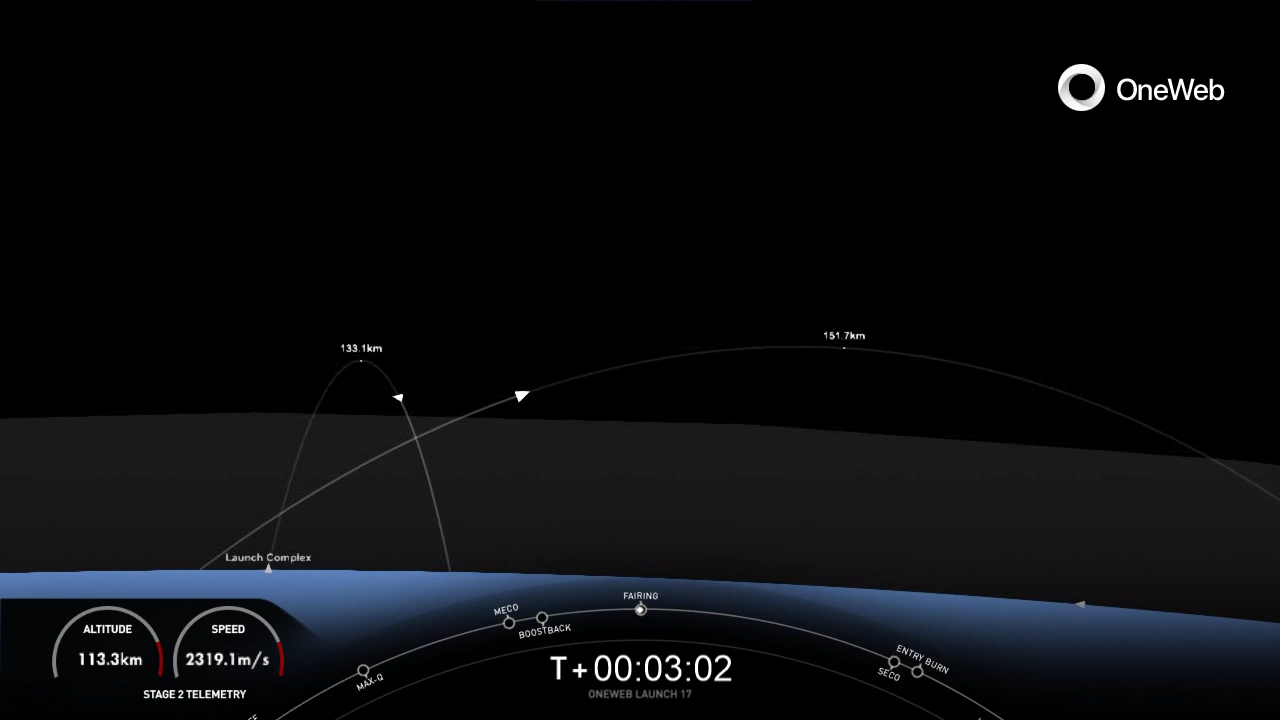 OneWeb
151.7km
133.1km
Launch Complex
FAIRING
MECO
BOOSTBACK
ENTRY BURN
SECO
MAX-Q
ALTITUDE
113.3km
SPEED
2319.1m/s
STAGE 2 TELEMETRY
T+00:03:02
ONEWEB LAUNCH 17